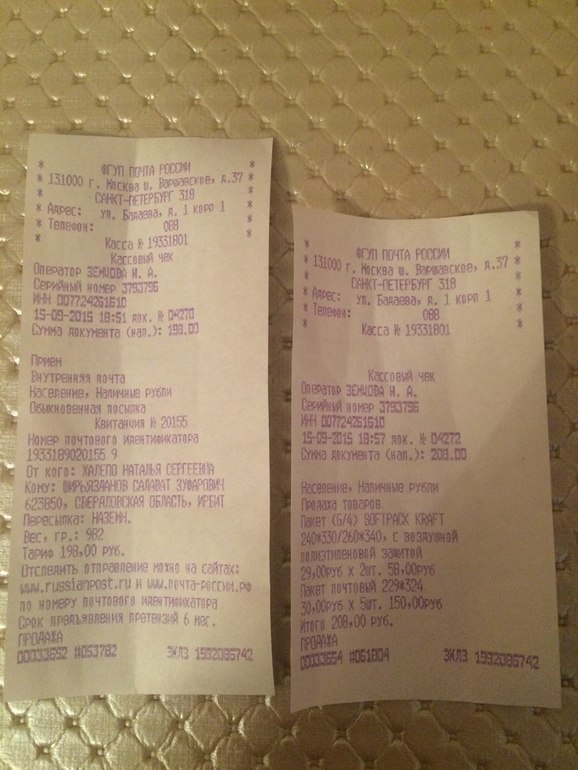 * ФГУП ПОЧТА РОССИИ *
* 131000 г. Москва ш. Варшавское, д.37 *
* САНКТ-ПЕТЕРБУРГ 318 *
* Адрес: ул. Бадаева, д. 1 корп 1 *
* Телефон: 088 *
* Касса № 19331801 *
Кассовый чек
Оператор ЗЕМЦОВА Н. А.
Серийный номер 3793796
ИНН 007724261610
15-09-2015 18:51 док. № 04270
Сумма документа (нал.): 198.00
Прием
Внутренняя почта
Население, Наличные рубли
Обыкновенная посылка
Квитанция № 20155
Номер почтового идентификатора
1933189020155 9
От кого: ХАЛЕПО НАТАЛЬЯ СЕРГЕЕВНА
Кому: ШИРЬЯЗДАНОВ САЛАВАТ ЗУФАРОВИЧ
623850, СВЕРДЛОВСКАЯ ОБЛАСТЬ, ИРБИТ
Пересылка: НАЗЕМН.
Вес, гр.: 982
Тариф 198,00 руб.
Отследить отправление можно на сайтах:
www.russianpost.ru и www.почта-россии.рф
по номеру почтового идентификатора
Срок предъявления претензий 6 мес.
ПРОДАЖА
00033652 #053782 ЭКЛЗ 1992086742
* ФГУП ПОЧТА РОССИИ *
* 131000 г. Москва ш. Варшавское, д.37 *
* САНКТ-ПЕТЕРБУРГ 318 *
* Адрес: ул. Бадаева, д. 1 корп 1 *
* Телефон: 088 *
* Касса № 19331801 *
Кассовый чек
Оператор ЗЕМЦОВА Н. А.
Серийный номер 3793796
ИНН 007724261610
15-09-2015 18:57 док. № 04272
Сумма документа (нал.): 208.00
Население, Наличные рубли
Продажа товаров
Пакет (G/4) SOFTPACK KRAFT
240*330/260*340, с воздушной
полиэтиленовой защитой
29,00руб х 2шт. 58,00руб
Пакет почтовый 229*324
30,00руб х 5шт. 150,00руб
Итого 208,00 руб.
ПРОДАЖА
00033654 #061804 ЭКЛЗ 1992086742